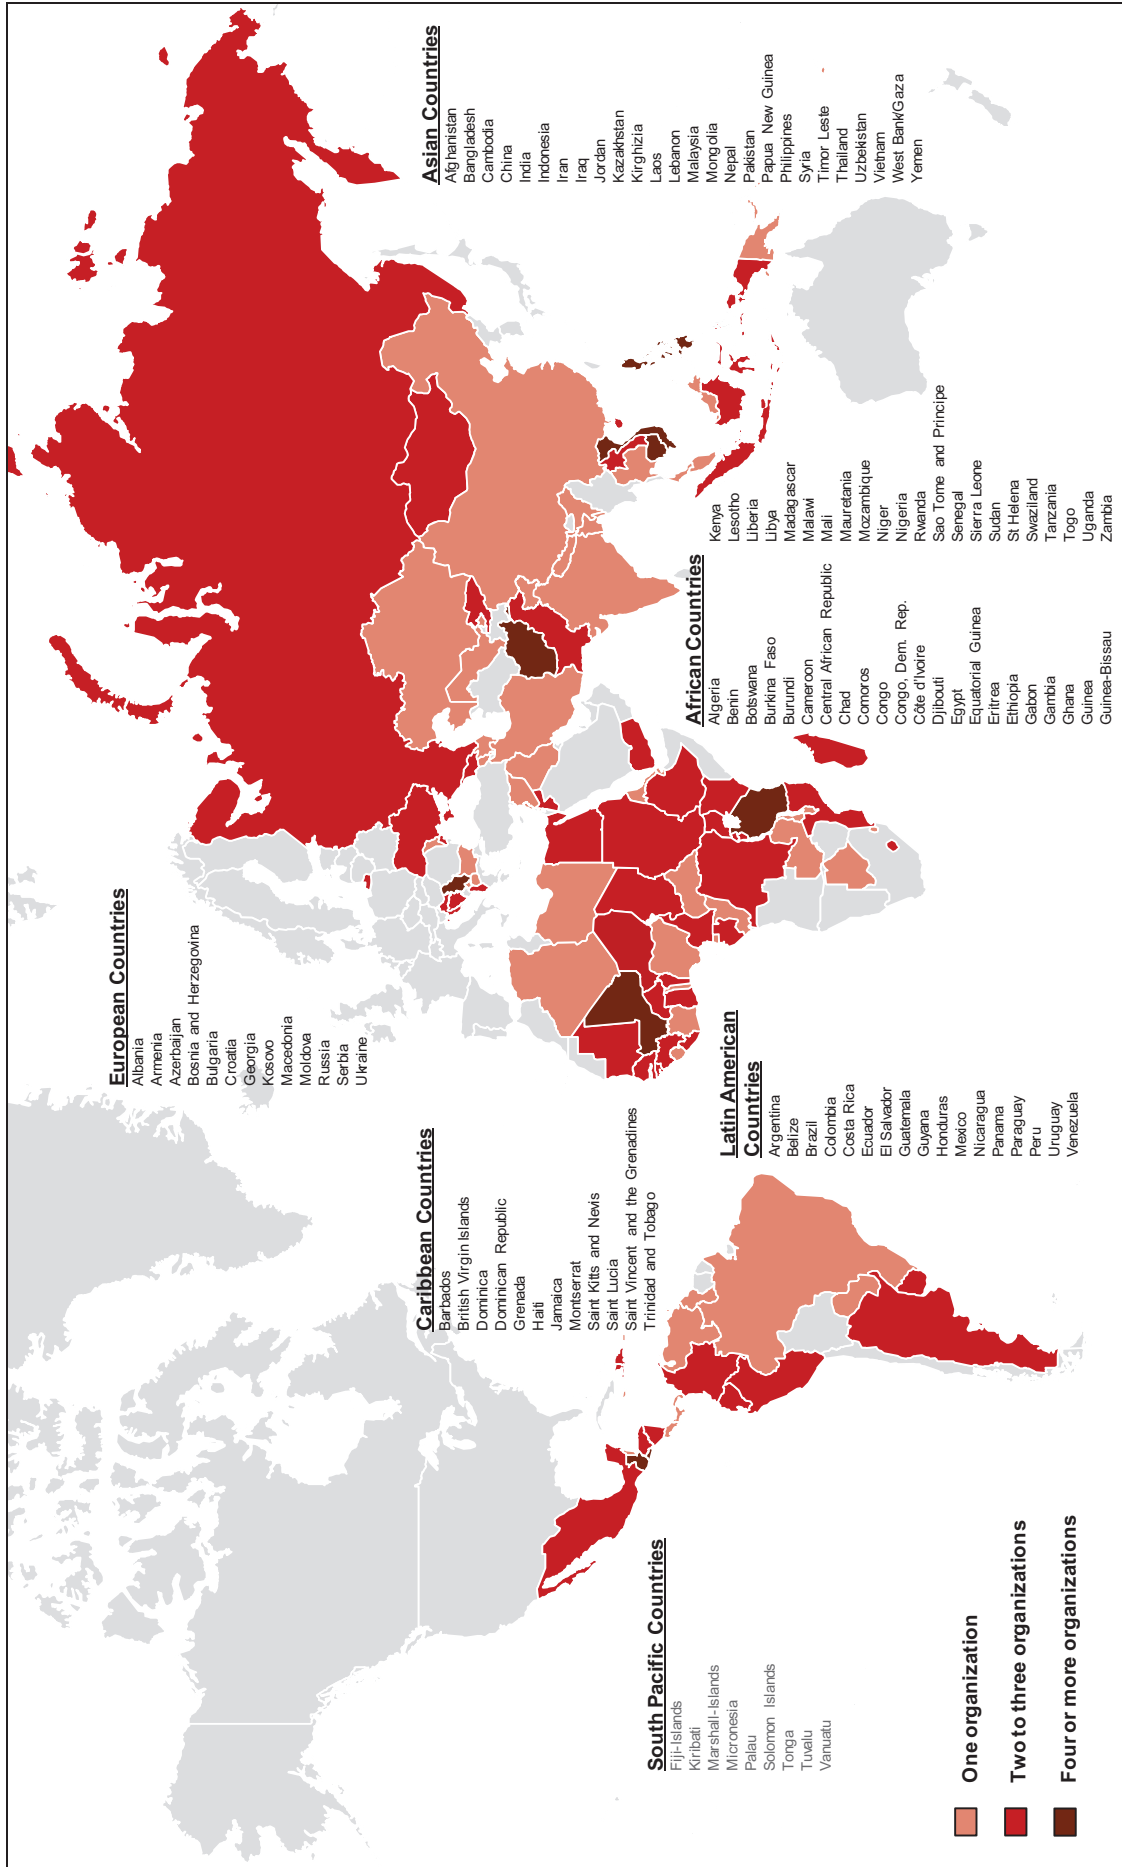 European Countries
Albania
Armenia
Azerbaijan
Bosnia and Herzegovina
Bulgaria
Croatia
Georgia
Kosovo
Macedonia
Moldova
Russia
Serbia
Ukraine
Asian Countries
Afghanistan
Bangladesh
Cambodia
China
India
Indonesia
Iran
Iraq
Jordan
Kazakhstan
Kirghizia
Laos
Lebanon
Malaysia
Mongolia
Nepal
Pakistan
Papua New Guinea
Philippines
Syria
Timor Leste
Thailand
Uzbekistan
Vietnam
West Bank/Gaza
Yemen
Caribbean Countries
Barbados
British Virgin Islands
Dominica
Dominican Republic
Grenada
Haiti
Jamaica
Montserrat
Saint Kitts and Nevis
Saint Lucia
Saint Vincent and the Grenadines
Trinidad and Tobago
African Countries
Algeria
Benin
Botswana
Burkina Faso
Burundi
Cameroon
Central African Republic
Chad
Comoros
Congo
Congo, Dem. Rep.
Côte d'Ivoire
Djibouti
Egypt
Equatorial Guinea
Eritrea
Ethiopia
Gabon
Gambia
Ghana
Guinea
Guinea-Bissau
Kenya
Lesotho
Liberia
Libya
Madagascar
Malawi
Mali
Mauretania
Mozambique
Niger
Nigeria
Rwanda
Sao Tome and Principe
Senegal
Sierra Leone
Sudan
St Helena
Swaziland
Tanzania
Togo
Uganda
Zambia
Latin American
Countries
Argentina
Belize
Brazil
Colombia
Costa Rica
Ecuador
El Salvador
Guatemala
Guyana
Honduras
Mexico
Nicaragua
Panama
Paraguay
Peru
Uruguay
Venezuela
South Pacific Countries
Fiji-Islands
Kiribati
Marshall-Islands
Micronesia
Palau
Solomon Islands
Tonga
Tuvalu
Vanuatu
One organization
Two to three organizations
Four or more organizations